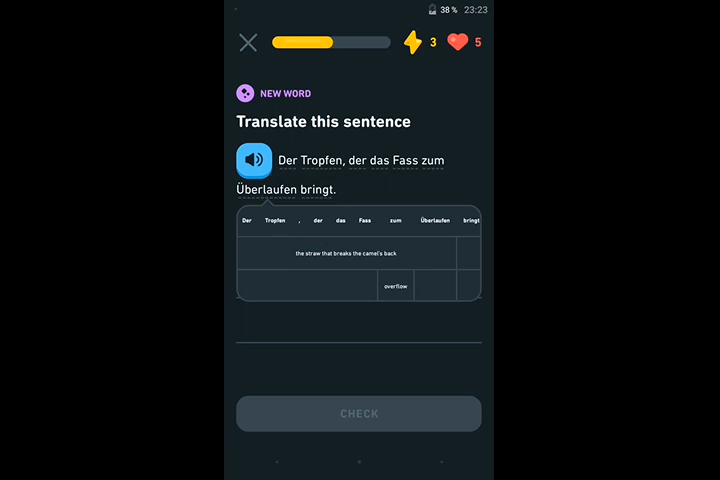 38 % 23:23
3 5
NEW WORD
Translate this sentence
Der Tropfen, der das Fass zum
Überlaufen bringt.
Der Tropfen , der das Fass zum Überlaufen bringt
the straw that breaks the camel's back
overflow
CHECK